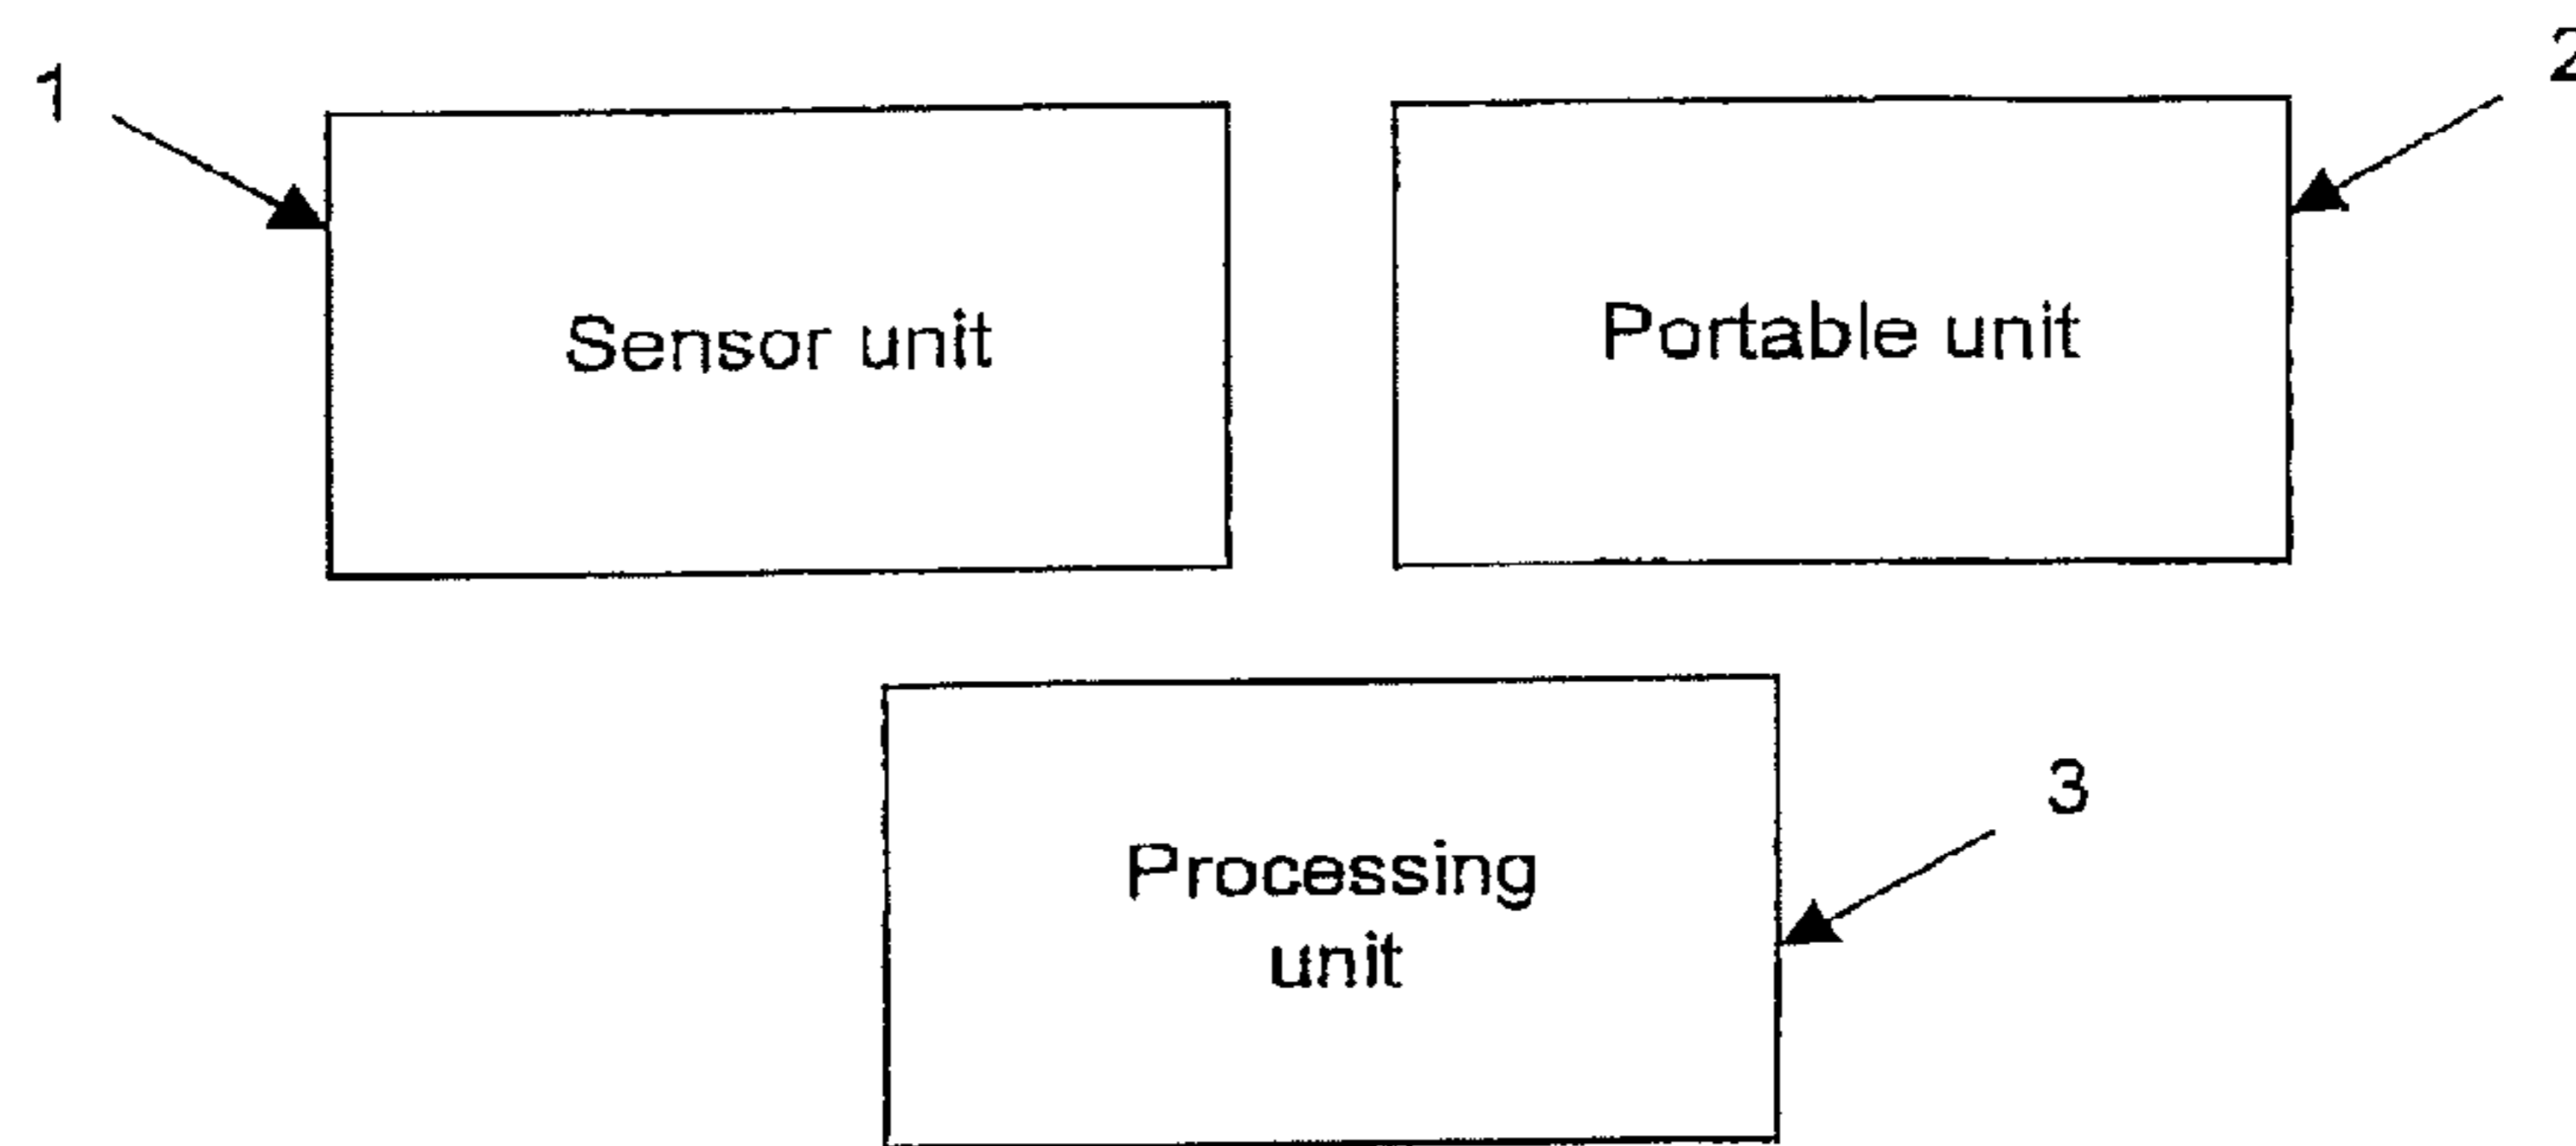 1
2
Sensor unit
Portable unit
3
Processing
unit